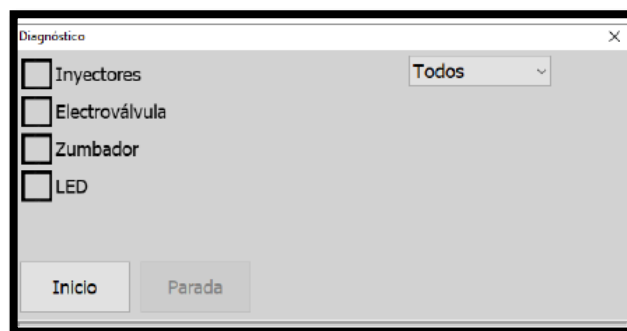 Diagnóstico
Inyectores
Todos
Electroválvula
Zumbador
LED
Inicio
Parada